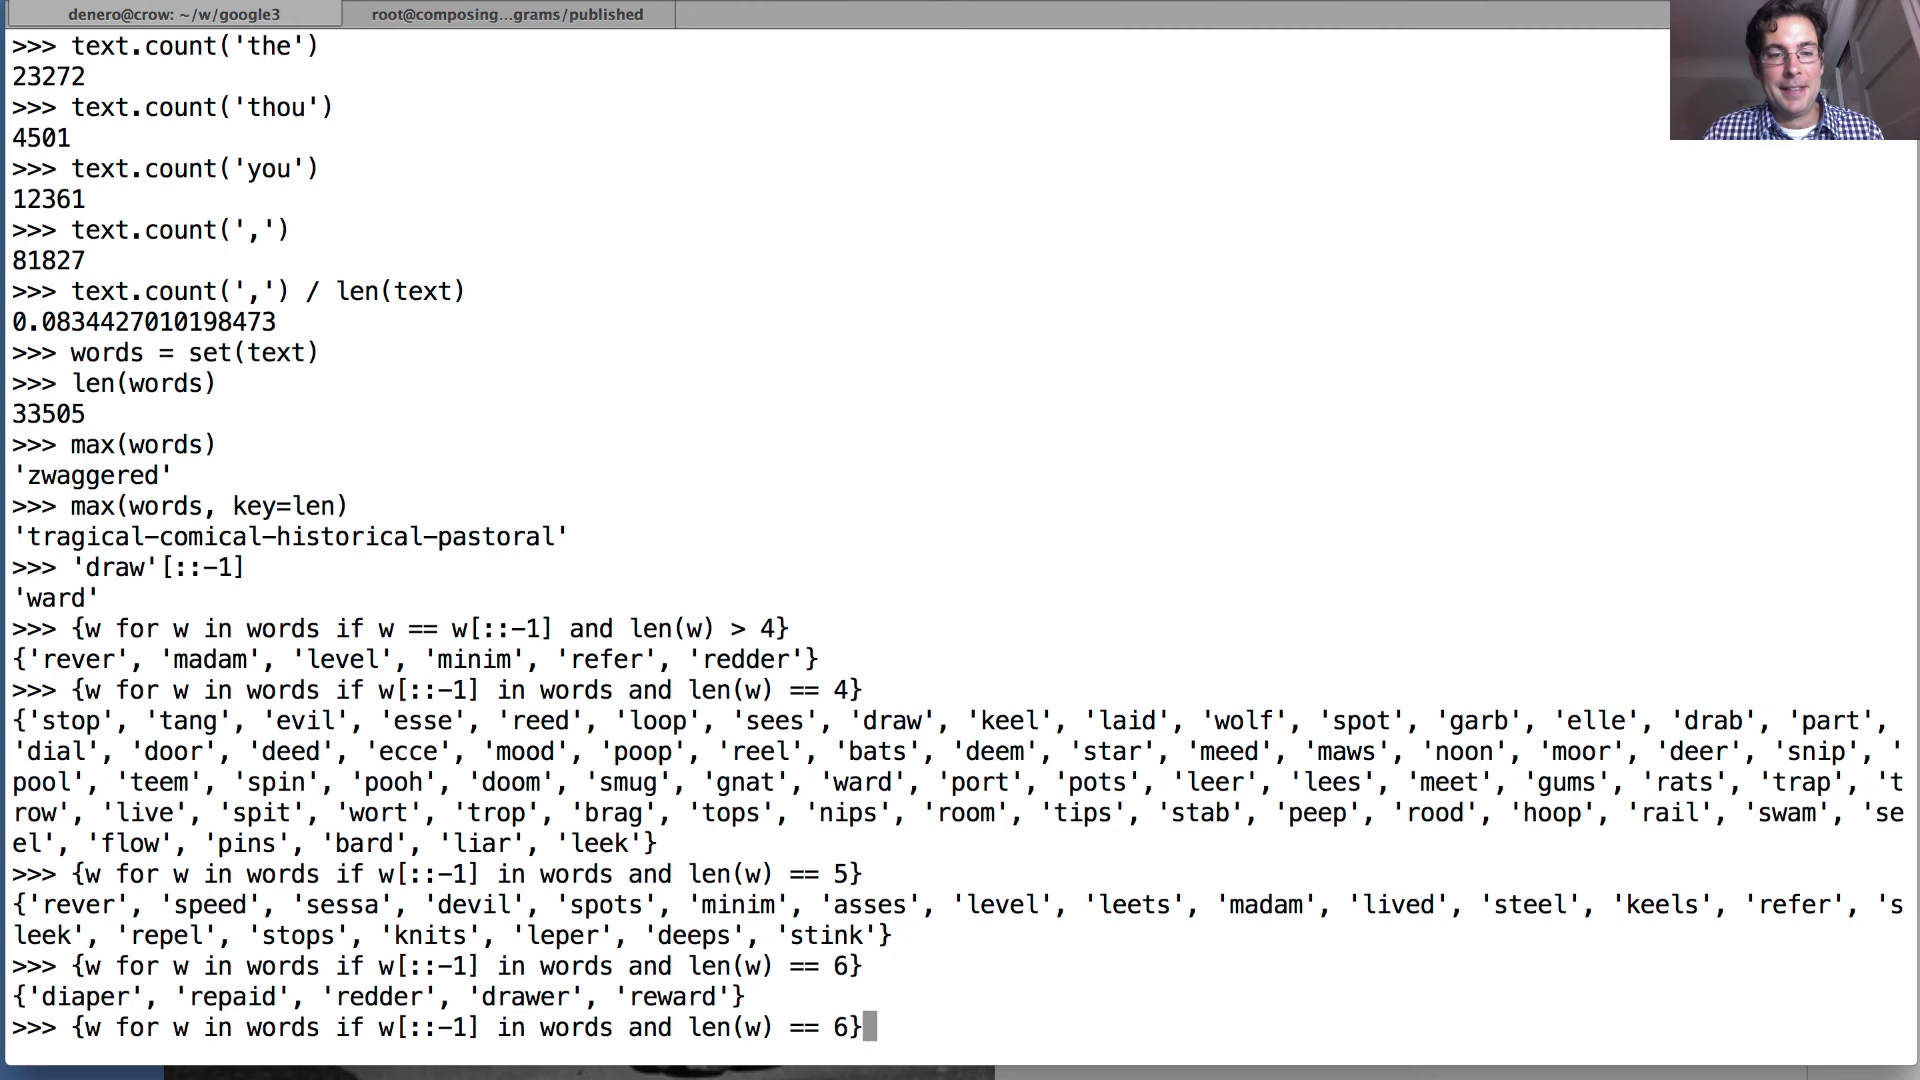 denero@crow: ~/w/google3
root@composing...grams/published
>>> text.count('the')
23272
>>> text.count('thou')
4501
>>> text.count('you')
12361
>>> text.count(',')
81827
>>> text.count(',') / len(text)
0.0834427010198473
>>> words = set(text)
>>> len(words)
33505
>>> max(words)
'zwaggered'
>>> max(words, key=len)
'tragical-comical-historical-pastoral'
>>> 'draw'[::-1]
'ward'
>>> {w for w in words if w == w[::-1] and len(w) > 4}
{'rever', 'madam', 'level', 'minim', 'refer', 'redder'}
>>> {w for w in words if w[::-1] in words and len(w) == 4}
{'stop', 'tang', 'evil', 'esse', 'reed', 'loop', 'sees', 'draw', 'keel', 'laid', 'wolf', 'spot', 'garb', 'elle', 'drab', 'part',
'dial', 'door', 'deed', 'ecce', 'mood', 'poop', 'reel', 'bats', 'deem', 'star', 'meed', 'maws', 'noon', 'moor', 'deer', 'snip', '
pool', 'teem', 'spin', 'pooh', 'doom', 'smug', 'gnat', 'ward', 'port', 'pots', 'leer', 'lees', 'meet', 'gums', 'rats', 'trap', 't
row', 'live', 'spit', 'wort', 'trop', 'brag', 'tops', 'nips', 'room', 'tips', 'stab', 'peep', 'rood', 'hoop', 'rail', 'swam', 'se
el', 'flow', 'pins', 'bard', 'liar', 'leek'}
>>> {w for w in words if w[::-1] in words and len(w) == 5}
{'rever', 'speed', 'sessa', 'devil', 'spots', 'minim', 'asses', 'level', 'leets', 'madam', 'lived', 'steel', 'keels', 'refer', 's
leek', 'repel', 'stops', 'knits', 'leper', 'deeps', 'stink'}
>>> {w for w in words if w[::-1] in words and len(w) == 6}
{'diaper', 'repaid', 'redder', 'drawer', 'reward'}
>>> {w for w in words if w[::-1] in words and len(w) == 6}